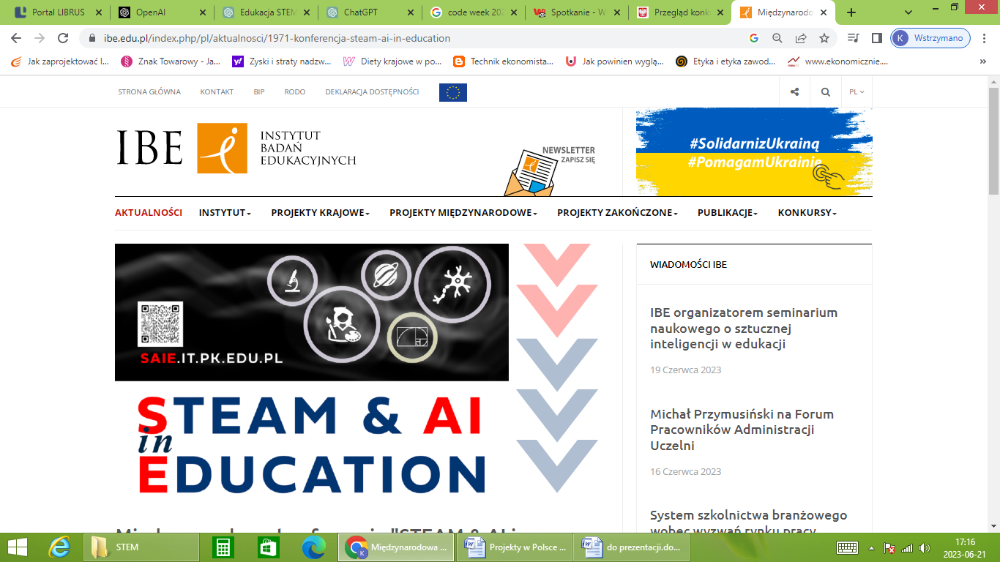 Portal LIBRUS
OpenAI
Edukacja STEM
ChatGPT
code week 202
Spotkanie - W
Przegląd konk
Międzynarodo
ibe.edu.pl/index.php/pl/aktualnosci/1971-konferencja-steam-ai-in-education
K Wstrzymano
Jak zaprojektować l...
Znak Towarowy - Ja...
Zyski i straty nadzw...
Diety krajowe w po...
Technik ekonomista...
Jak powinien wyglą...
Etyka i etyka zawod...
www.ekonomicznie....
STRONA GŁÓWNA
KONTAKT
BIP
RODO
DEKLARACJA DOSTĘPNOŚCI
PL
IBE
INSTYTUT
BADAŃ
EDUKACYJNYCH
NEWSLETTER
ZAPISZ SIĘ
#SolidarnizUkrainą
#PomagamUkrainie
AKTUALNOŚCI
INSTYTUT
PROJEKTY KRAJOWE
PROJEKTY MIĘDZYNARODOWE
PROJEKTY ZAKOŃCZONE
PUBLIKACJE
KONKURSY
SAIE.IT.PK.EDU.PL
STEAM & AI
in
EDUCATION
Międzynarodowa konferencja "STEAM & AI in
WIADOMOŚCI IBE
IBE organizatorem seminarium
naukowego o sztucznej
inteligencji w edukacji
19 Czerwca 2023
Michał Przymusiński na Forum
Pracowników Administracji
Uczelni
16 Czerwca 2023
System szkolnictwa branżowego
wobec wyzwań rynku pracy
STEM
Międzynarodowa ...
Projekty w Polsce ...
do prezentacji.do...
17:16
2023-06-21